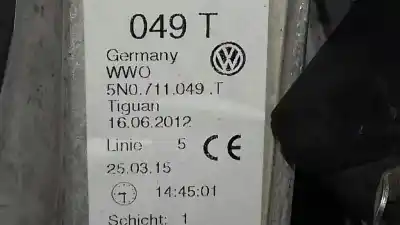 049 T
Germany
WWO
5N0.711.049.T
Tiguan
16.06.2012
Linie 5 CE
25.03.15
14:45:01
Schicht: 1